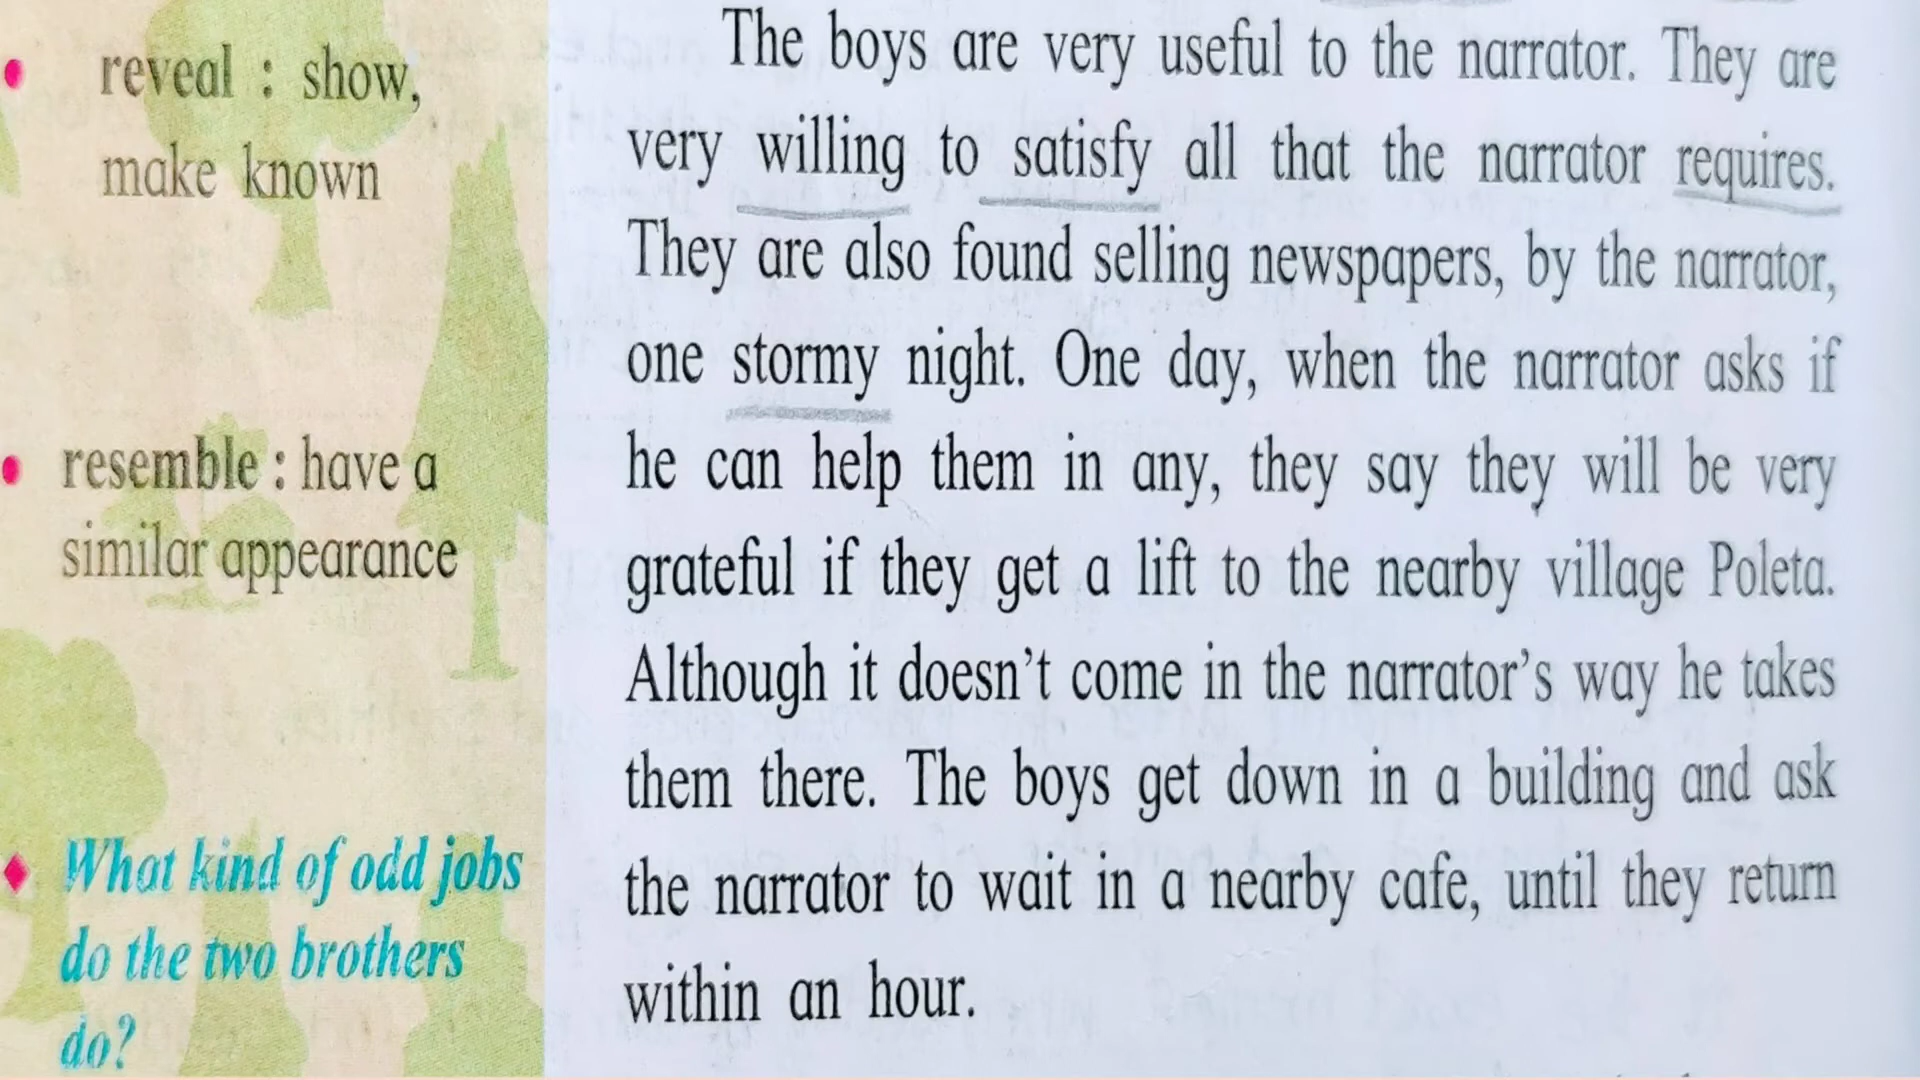 reveal : show,
make known
resemble : have a
similar appearance
What kind of odd jobs
do the two brothers
do?
The boys are very useful to the narrator. They are
very willing to satisfy all that the narrator requires.
They are also found selling newspapers, by the narrator,
one stormy night. One day, when the narrator asks if
he can help them in any, they say they will be very
grateful if they get a lift to the nearby village Poleta.
Although it doesn't come in the narrator's way he takes
them there. The boys get down in a building and ask
the narrator to wait in a nearby cafe, until they return
within an hour.